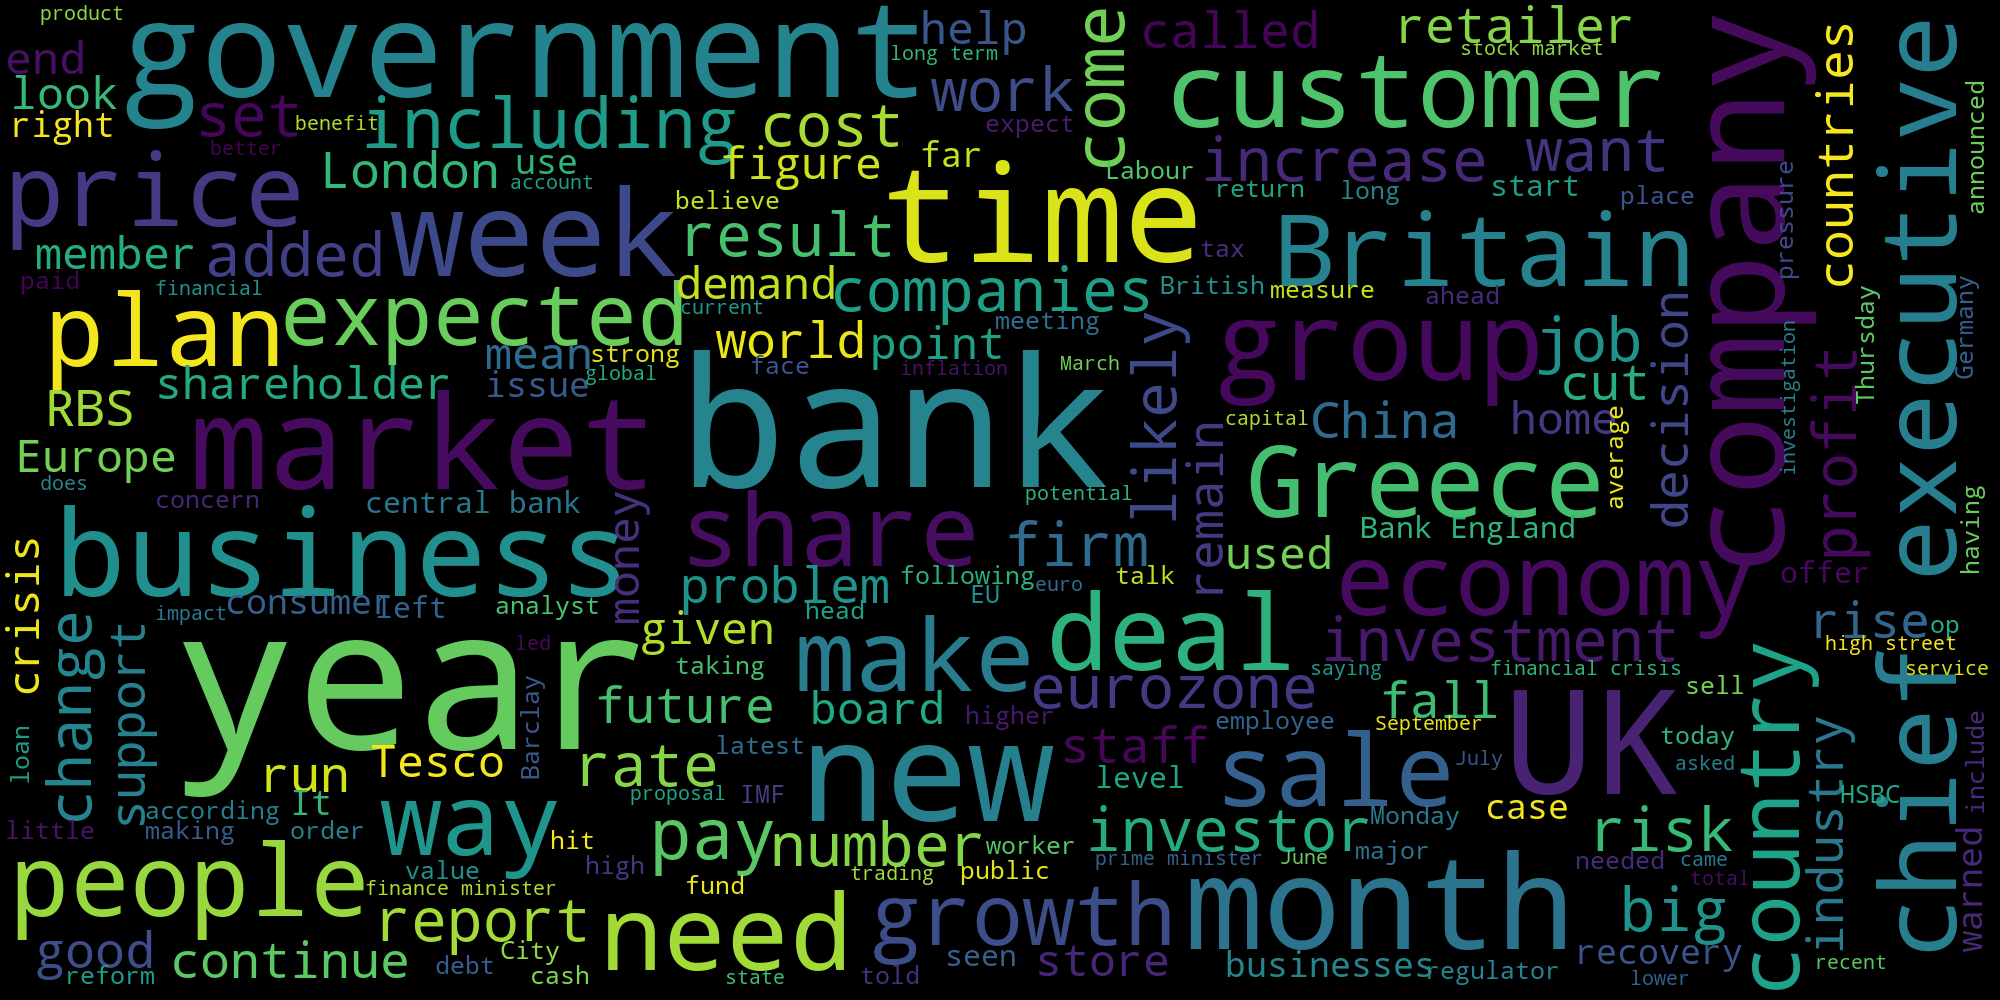 product
government
help
long term
come
called
retailer
stock market
customer
company
countries
executive
announced
end
look
right
set
benefit
better
including
cost
work
expect
price
London
use
account
figure
far
time
Labour
increase
want
return
long
start
place
pressure
believe
week
result
member
added
paid
financial
tax
Britain
plan
expected
demand
current
companies
British
measure
ahead
meeting
Germany
Thursday
investigation
mean
strong
world
point
likely
group
job
decision
issue
global
face
inflation
March
shareholder
RBS
market
bank
cut
capital
China
home
average
profit
Europe
does
concern
central bank
money
potential
remain
Greece
Bank England
share
business
firm
used
economy
offer
having
crisis
problem
following
euro
talk
EU
impact
consumer
left
analyst
head
deal
investment
rise
op
high street
change
support
year
led
given
taking
make
saying
financial crisis
service
chief
country
future
board
eurozone
higher
fall
sell
UK
loan
run
Tesco
Barclay
rate
latest
new
staff
employee
September
sale
July
today
asked
industry
include
level
proposal
IMF
according
It
way
Monday
case
HSBC
little
making
order
hit
pay
number
worker
investor
risk
warned
people
value
high
trading
public
prime minister
June
major
needed
came
total
finance minister
fund
report
need
growth
month
big
good
continue
City
cash
debt
reform
state
told
seen
store
businesses
regulator
recovery
lower
recent